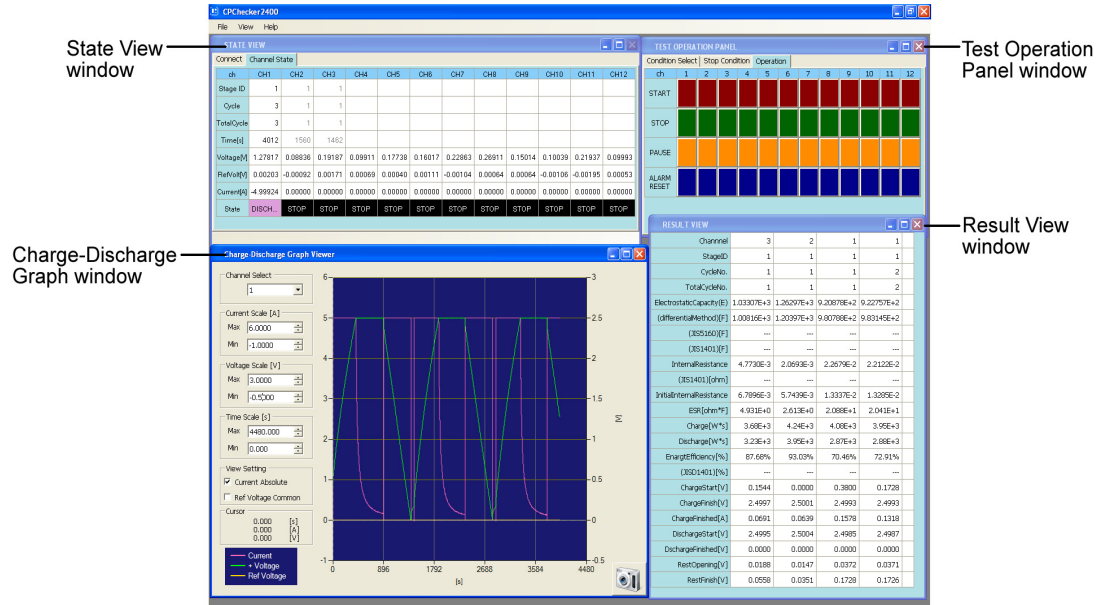 CPChecker2400
File View Help
State View window
STATE VIEW
Connect Channel State
ch CH1 CH2 CH3 CH4 CH5 CH6 CH7 CH8 CH9 CH10 CH11 CH12
Stage ID 1 1 1
Cycle 3 1 1
TotalCycle 3 1 1
Time[s] 4012 1560 1462
Voltage[V] 1.27817 0.08836 0.19187 0.09911 0.17738 0.16017 0.22863 0.26911 0.15014 0.10039 0.21937 0.09993
RefVolt[V] 0.00203 -0.00092 0.00171 0.00069 0.00040 0.00111 -0.00104 0.00064 0.00064 -0.00106 -0.00195 0.00053
Current[A] -4.99924 0.00000 0.00000 0.00000 0.00000 0.00000 0.00000 0.00000 0.00000 0.00000 0.00000 0.00000
State DISCH... STOP STOP STOP STOP STOP STOP STOP STOP STOP STOP STOP
Test Operation Panel window
TEST OPERATION PANEL
Condition Select Stop Condition Operation
ch 1 2 3 4 5 6 7 8 9 10 11 12
START
STOP
PAUSE
ALARM RESET
Charge-Discharge Graph window
Charge-Discharge Graph Viewer
Channel Select
1
Current Scale [A]
Max 6.0000
Min -1.0000
Voltage Scale [V]
Max 3.0000
Min -0.5000
Time Scale [s]
Max 4480.000
Min 0.000
View Setting
Current Absolute
Ref Voltage Common
Cursor
0.000 [s]
0.000 [A]
0.000 [V]
Current
+ Voltage
Ref Voltage
6
5
4
3
2
1
0
-1
3
2.5
2
1.5
1
0.5
0
-0.5
[V]
0 896 1792 2688 3584 4480
[s]
Result View window
RESULT VIEW
Channnel 3 2 1 1
StageID 1 1 1 1
CycleNo. 1 1 1 2
TotalCycleNo. 1 1 1 2
ElectrostaticCapacity(E) 1.03307E+3 1.26297E+3 9.20878E+2 9.22757E+2
(differentialMethod)[F] 1.00816E+3 1.20397E+3 9.80788E+2 9.83145E+2
(JIS5160)[F] --- --- --- ---
(JIS1401)[F] --- --- --- ---
InternalResistance 4.7730E-3 2.0693E-3 2.2679E-2 2.2122E-2
(JIS1401)[ohm] --- --- --- ---
InitialInternalResistance 6.7896E-3 5.7439E-3 1.3337E-2 1.3285E-2
ESR[ohm*F] 4.931E+0 2.613E+0 2.088E+1 2.041E+1
Charge[W*s] 3.68E+3 4.24E+3 4.08E+3 3.95E+3
Discharge[W*s] 3.23E+3 3.95E+3 2.87E+3 2.88E+3
EnargtEfficiency[%] 87.68% 93.03% 70.46% 72.91%
(JISD1401)[%] --- --- --- ---
ChargeStart[V] 0.1544 0.0000 0.3800 0.1728
ChargeFinish[V] 2.4997 2.5001 2.4993 2.4993
ChargeFinished[A] 0.0691 0.0639 0.1578 0.1318
DischargeStart[V] 2.4995 2.5004 2.4985 2.4987
DischargeFinished[V] 0.0000 0.0000 0.0000 0.0000
RestOpening[V] 0.0188 0.0147 0.0372 0.0371
RestFinish[V] 0.0558 0.0351 0.1728 0.1726